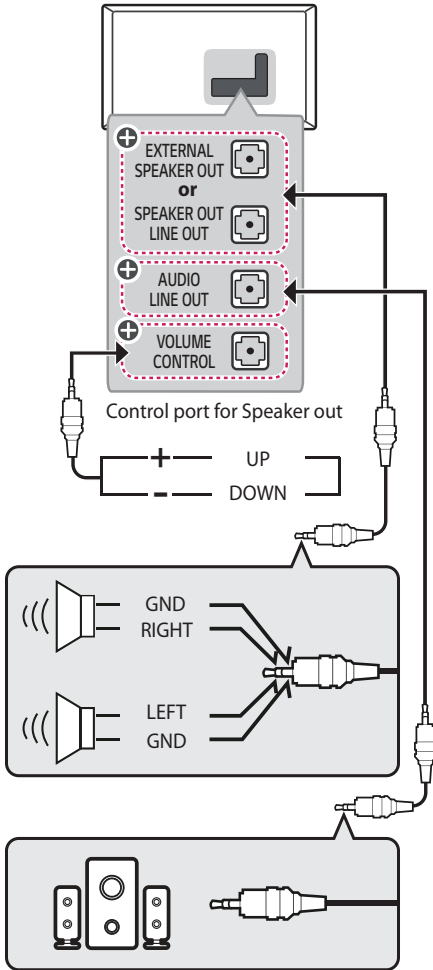 EXTERNAL
SPEAKER OUT
or
SPEAKER OUT
LINE OUT
AUDIO
LINE OUT
VOLUME
CONTROL
Control port for Speaker out
+ UP
- DOWN
GND
RIGHT
LEFT
GND